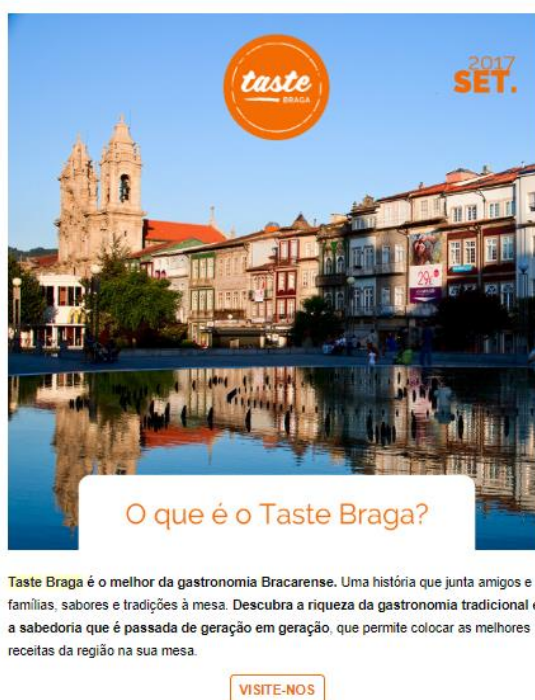 taste
BRAGA
2017
SET.
29€
O que é o Taste Braga?
Taste Braga é o melhor da gastronomia Bracarense. Uma história que junta amigos e
famílias, sabores e tradições à mesa. Descubra a riqueza da gastronomia tradicional e
a sabedoria que é passada de geração em geração, que permite colocar as melhores
receitas da região na sua mesa.
VISITE-NOS